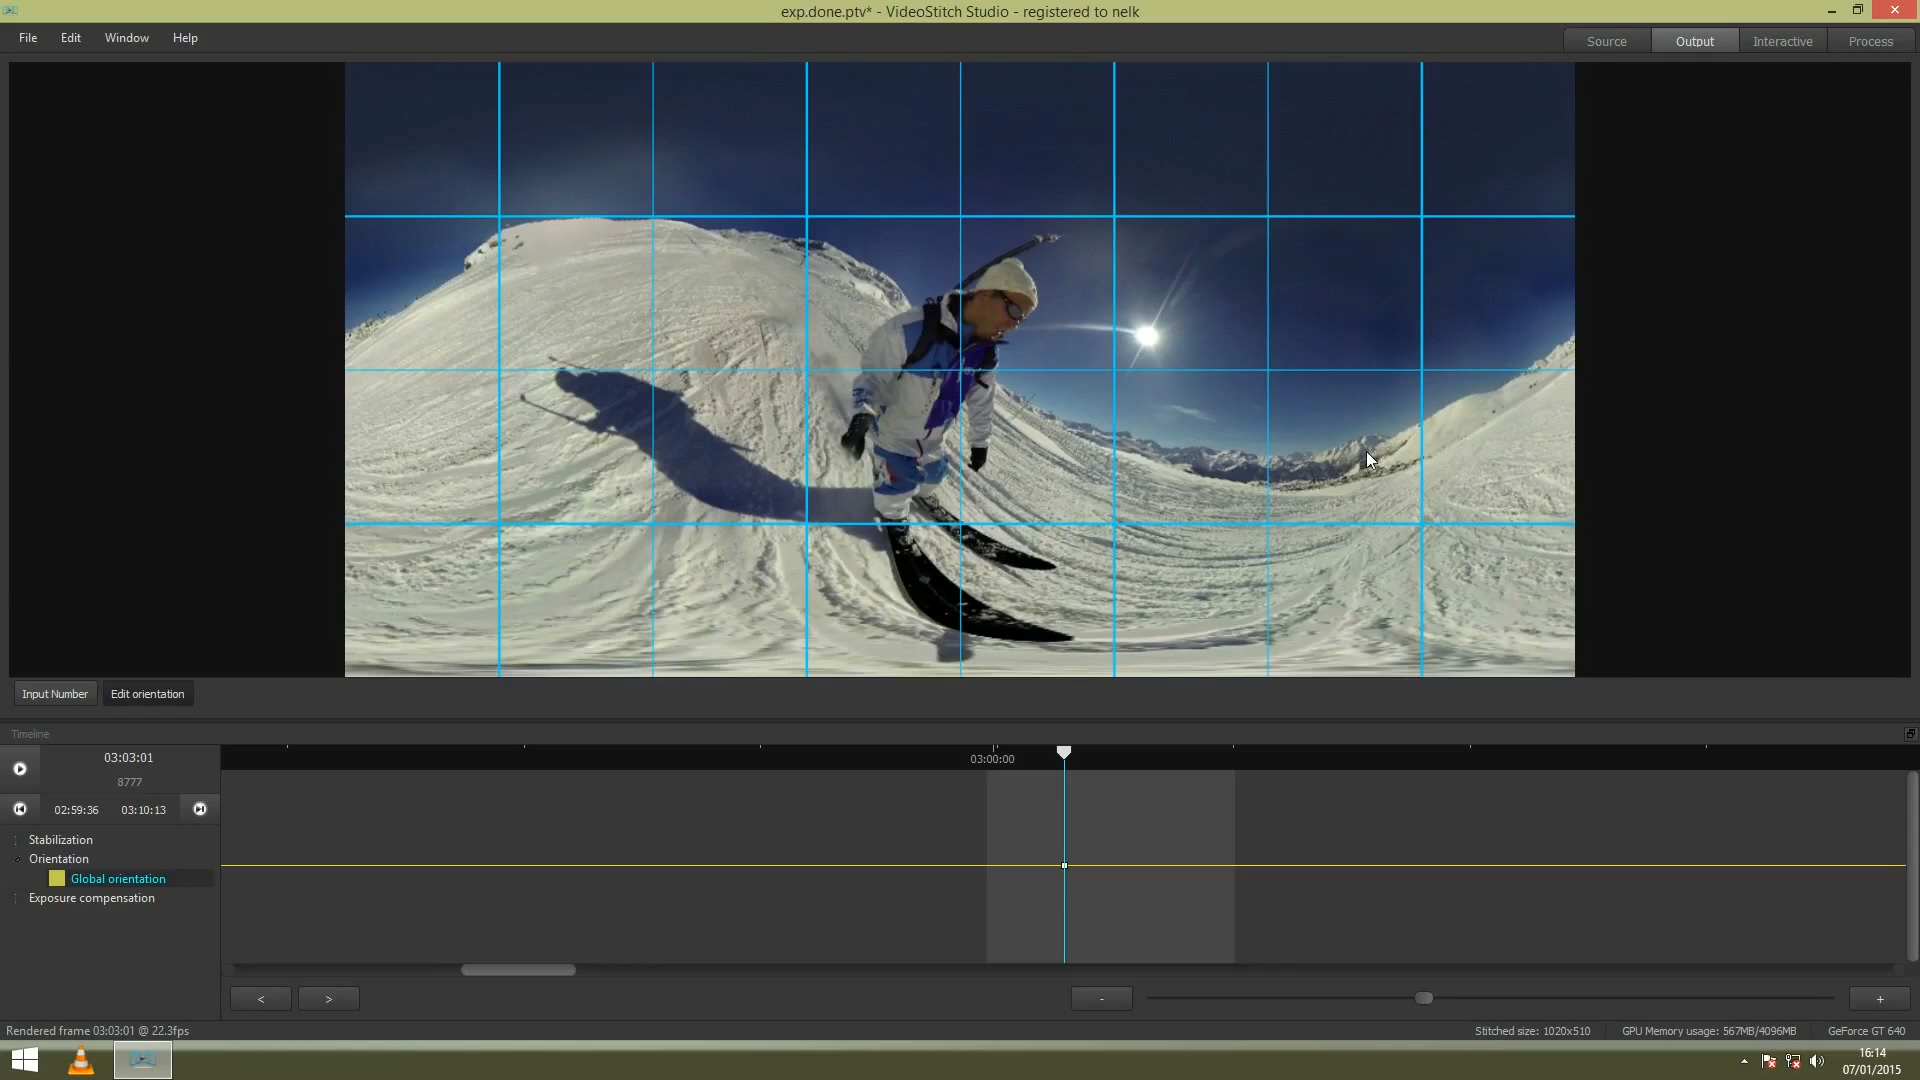 exp.done.ptv* - VideoStitch Studio - registered to nelk
File Edit Window Help
Source Output Interactive Process
Input Number Edit orientation
Timeline
03:03:01
03:00:00
8777
02:59:36 03:10:13
Stabilization
Orientation
Global orientation
Exposure compensation
< > - +
Rendered frame 03:03:01 @ 22.3fps
Stitched size: 1020x510 GPU Memory usage: 567MB/4096MB GeForce GT 640
16:14
07/01/2015